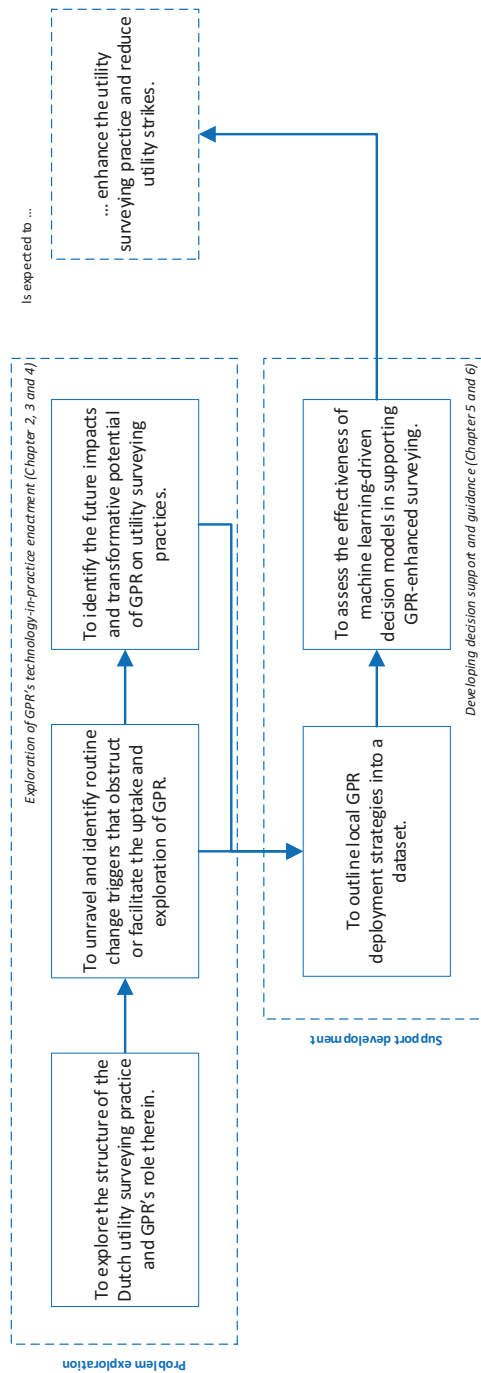 Problem exploration
Exploration of GPR's technology-in-practice enactment (Chapter 2, 3 and 4)
To explore the structure of the
Dutch utility surveying practice
and GPR's role therein.
To unravel and identify routine
change triggers that obstruct
or facilitate the uptake and
exploration of GPR.
To identify the future impacts
and transformative potential
of GPR on utility surveying
practices.
Is expected to ...
... enhance the utility
surveying practice and reduce
utility strikes.
Support development
To outline local GPR
deployment strategies into a
dataset.
To assess the effectiveness of
machine learning-driven
decision models in supporting
GPR-enhanced surveying.
Developing decision support and guidance (Chapter 5 and 6)